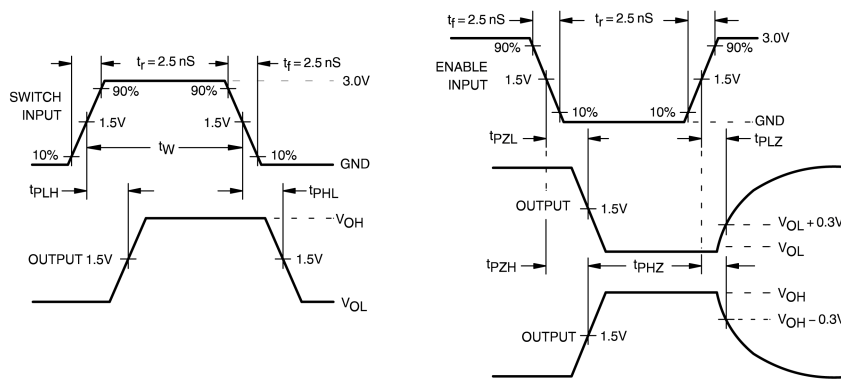 tr = 2.5 nS
tf = 2.5 nS
3.0V
90%
90%
SWITCH
INPUT
1.5V
1.5V
tW
10%
10%
GND
tPLH
tPHL
VOH
OUTPUT 1.5V
1.5V
VOL
tf = 2.5 nS
tr = 2.5 nS
3.0V
90%
90%
ENABLE
INPUT
1.5V
1.5V
10%
10%
GND
tPZL
tPLZ
OUTPUT
1.5V
VOL + 0.3V
VOL
tPZH
tPHZ
VOH
VOH − 0.3V
OUTPUT
1.5V